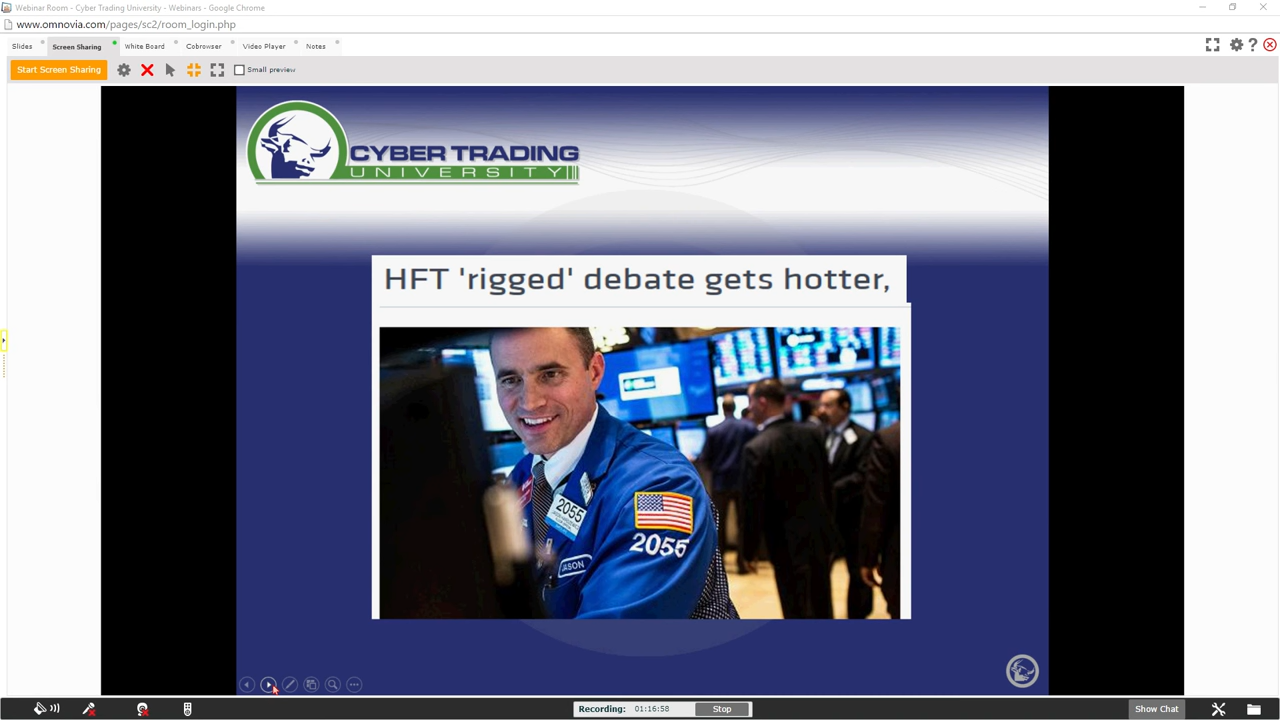 Webinar Room - Cyber Trading University - Webinars - Google Chrome
www.omnovia.com/pages/sc2/room_login.php
Slides Screen Sharing White Board Cobrowser Video Player Notes
Start Screen Sharing Small preview
CYBER TRADING
UNIVERSITY
HFT 'rigged' debate gets hotter,
2055
2055
JASON
Recording: 01:16:58 Stop Show Chat